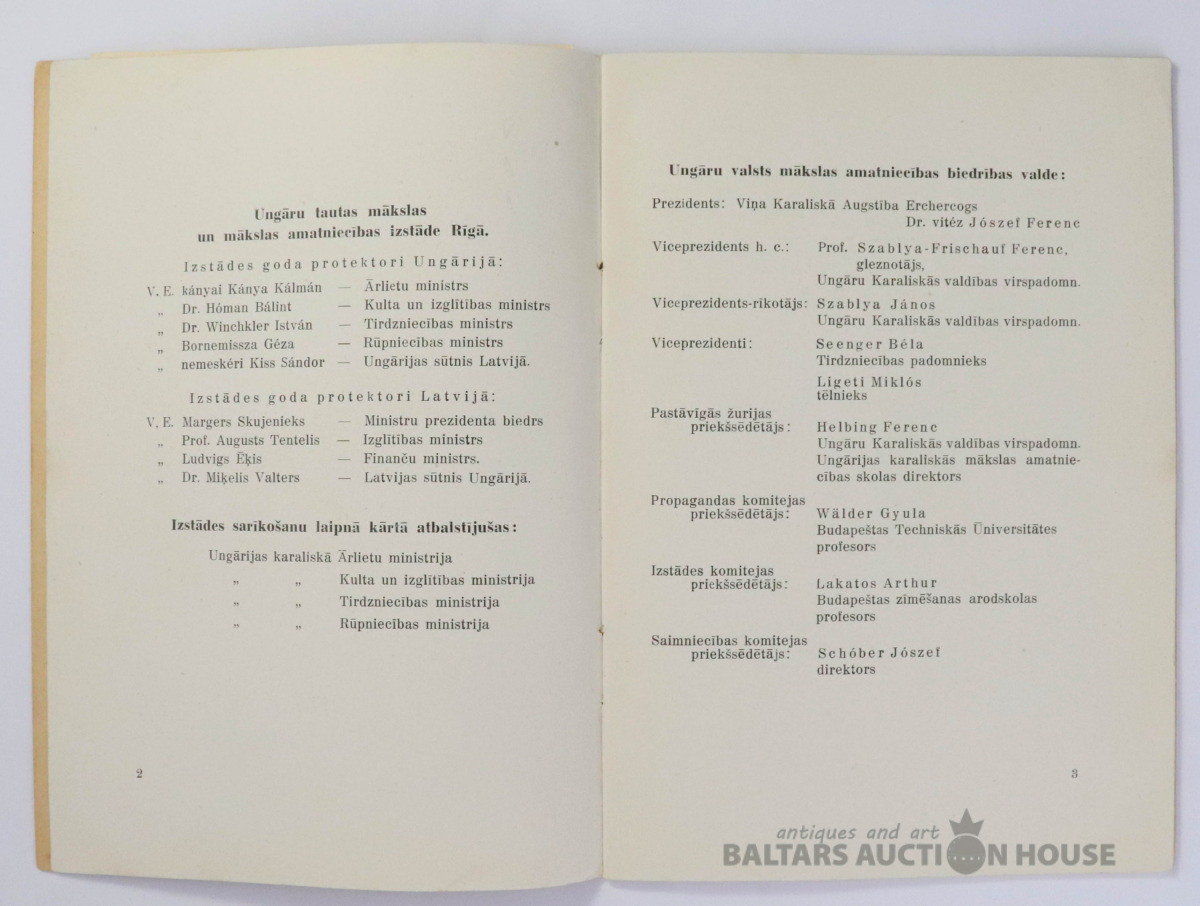 Ungāru tautas mākslas
un mākslas amatniecības izstāde Rīgā.
Izstādes goda protektori Ungārijā:
V. E. kányai Kánya Kálmán — Ārlietu ministrs
„ Dr. Hóman Bálint — Kulta un izglītības ministrs
„ Dr. Winchkler István — Tirdzniecības ministrs
„ Bornemissza Géza — Rūpniecības ministrs
„ nemeskéri Kiss Sándor — Ungārijas sūtnis Latvijā.
Izstādes goda protektori Latvijā:
V. E. Margers Skujenieks — Ministru prezidenta biedrs
„ Prof. Augusts Tentelis — Izglītības ministrs
„ Ludvigs Ēķis — Finanču ministrs.
„ Dr. Miķelis Valters — Latvijas sūtnis Ungārijā.
Izstādes sarīkošanu laipnā kārtā atbalstījušas:
Ungārijas karaliskā Ārlietu ministrija
„ „ Kulta un izglītības ministrija
„ „ Tirdzniecības ministrija
„ „ Rūpniecības ministrija
2
Ungāru valsts mākslas amatniecības biedrības valde:
Prezidents: Viņa Karaliskā Augstība Erchercogs
Dr. vitéz József Ferenc
Viceprezidents h. c.: Prof. Szablya-Frischauf Ferenc,
gleznotājs,
Ungāru Karaliskās valdības virspadomn.
Viceprezidents-rīkotājs: Szablya János
Ungāru Karaliskās valdības virspadomn.
Viceprezidenti: Seenger Béla
Tirdzniecības padomnieks
Ligeti Miklós
tēlnieks
Pastāvīgās žurijas
priekšsēdētājs: Helbing Ferenc
Ungāru Karaliskās valdības virspadomn.
Ungārijas karaliskās mākslas amatnie-
cības skolas direktors
Propagandas komitejas
priekšsēdētājs: Wälder Gyula
Budapeštas Techniskās Universitātes
profesors
Izstādes komitejas
priekšsēdētājs: Lakatos Arthur
Budapeštas zīmēšanas arodskolas
profesors
Saimniecības komitejas
priekšsēdētājs: Schóber József
direktors
3
antiques and art
BALTARS AUCTION HOUSE